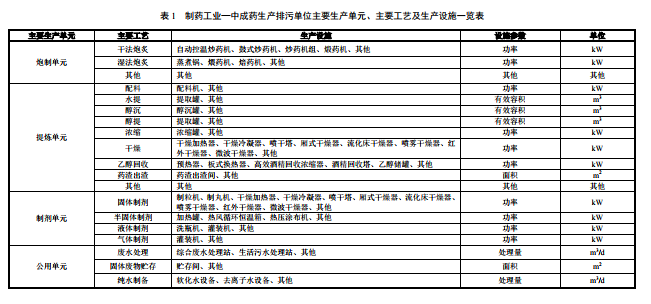 表 1 制药工业—中成药生产排污单位主要生产单元、主要工艺及生产设施一览表
主要生产单元 主要工艺 生产设施 设施参数 单位
炮制单元
干法炮炙 自动控温炒药机、鼓式炒药机、炒药机组、煅药机、其他 功率 kW
湿法炮炙 蒸煮锅、煨药机、焙药机、其他 功率 kW
其他 其他 其他 其他
提炼单元
配料 配料机、其他 功率 kW
水提 提取罐、其他 有效容积 m³
醇沉 醇沉罐、其他 有效容积 m³
醇提 提取罐、其他 有效容积 m³
浓缩 浓缩罐、其他 功率 kW
干燥 干燥加热器、干燥冷凝器、喷干塔、厢式干燥器、流化床干燥器、喷雾干燥器、红
外干燥器、微波干燥器、其他 功率 kW
乙醇回收 预热器、板式换热器、高效酒精回收浓缩器、酒精回收塔、乙醇储罐、其他 功率 kW
药渣出渣 药渣出渣间、其他 面积 m²
其他 其他 其他 其他
制剂单元
固体制剂 制粒机、制丸机、干燥加热器、干燥冷凝器、喷干塔、厢式干燥器、流化床干燥器、
喷雾干燥器、红外干燥器、微波干燥器、其他 功率 kW
半固体制剂 加热罐、热风循环恒温箱、热压涂布机、其他 功率 kW
液体制剂 洗瓶机、灌装机、其他 功率 kW
气体制剂 灌装机、其他 功率 kW
公用单元
废水处理 综合废水处理站、生活污水处理站、其他 处理量 m³/d
固体废物贮存 贮存间、其他 面积 m²
纯水制备 软化水设备、去离子水设备、其他 处理量 m³/d